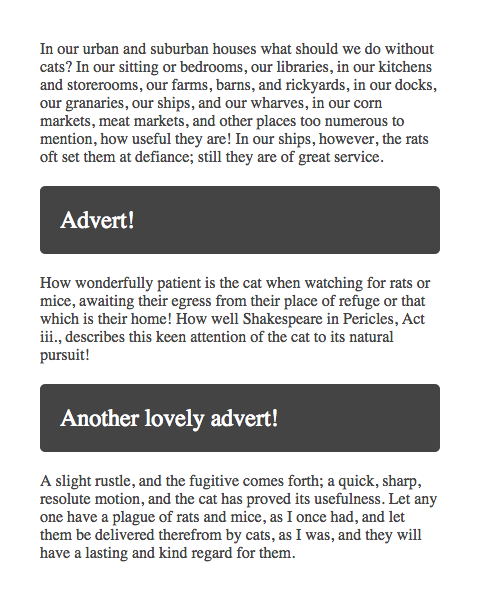 In our urban and suburban houses what should we do without
cats? In our sitting or bedrooms, our libraries, in our kitchens
and storerooms, our farms, barns, and rickyards, in our docks,
our granaries, our ships, and our wharves, in our corn
markets, meat markets, and other places too numerous to
mention, how useful they are! In our ships, however, the rats
oft set them at defiance; still they are of great service.
Advert!
How wonderfully patient is the cat when watching for rats or
mice, awaiting their egress from their place of refuge or that
which is their home! How well Shakespeare in Pericles, Act
iii., describes this keen attention of the cat to its natural
pursuit!
Another lovely advert!
A slight rustle, and the fugitive comes forth; a quick, sharp,
resolute motion, and the cat has proved its usefulness. Let any
one have a plague of rats and mice, as I once had, and let
them be delivered therefrom by cats, as I was, and they will
have a lasting and kind regard for them.